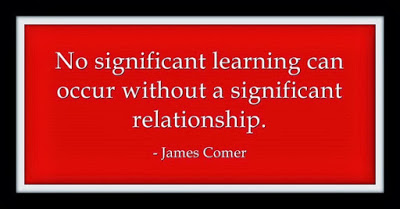 No significant learning can
occur without a significant
relationship.
- James Comer